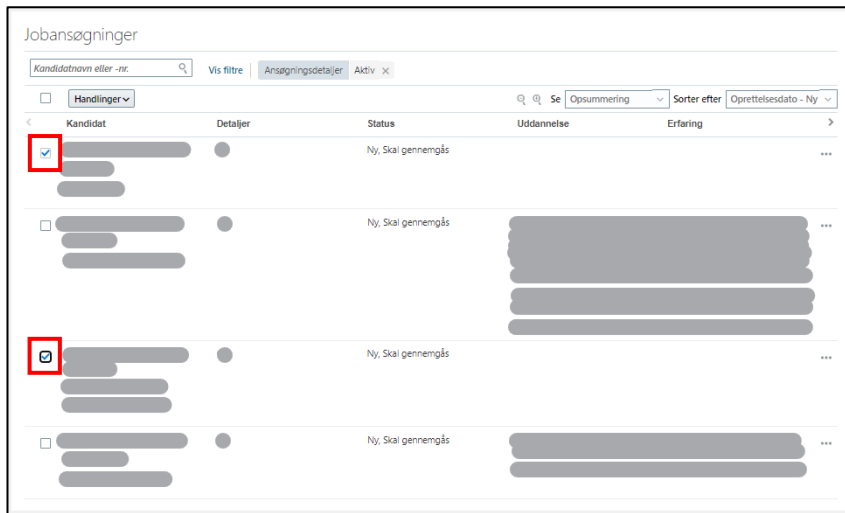 Jobansøgninger
Kandidatnavn eller -nr. Vis filtre Ansøgningsdetaljer Aktiv
Handlinger Se Opsummering Sorter efter Oprettelsesdato - Ny
Kandidat Detaljer Status Uddannelse Erfaring
Ny, Skal gennemgås
Ny, Skal gennemgås
Ny, Skal gennemgås
Ny, Skal gennemgås